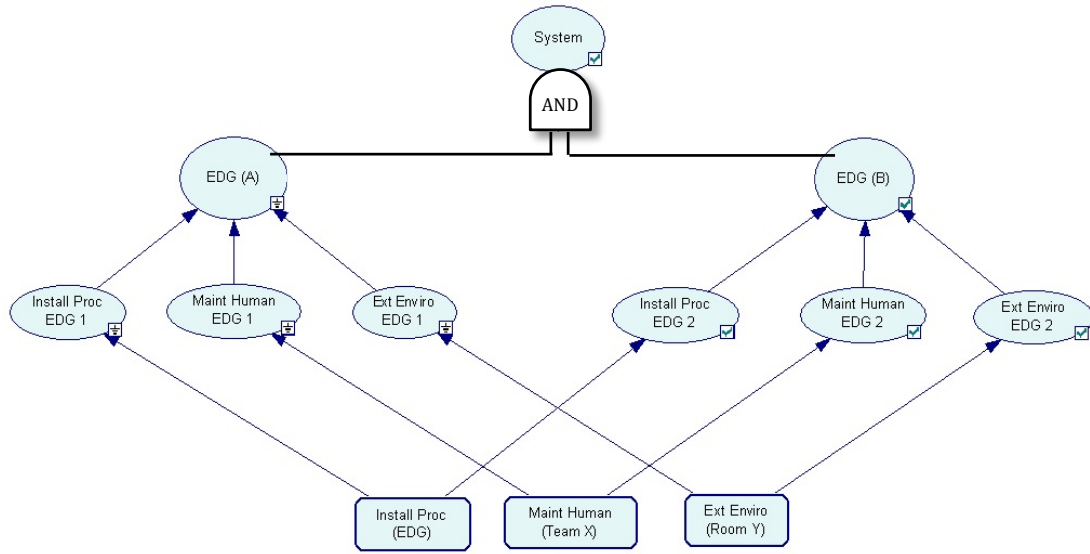 System
AND
EDG (A)
EDG (B)
Install Proc
EDG 1
Maint Human
EDG 1
Ext Enviro
EDG 1
Install Proc
EDG 2
Maint Human
EDG 2
Ext Enviro
EDG 2
Install Proc
(EDG)
Maint Human
(Team X)
Ext Enviro
(Room Y)